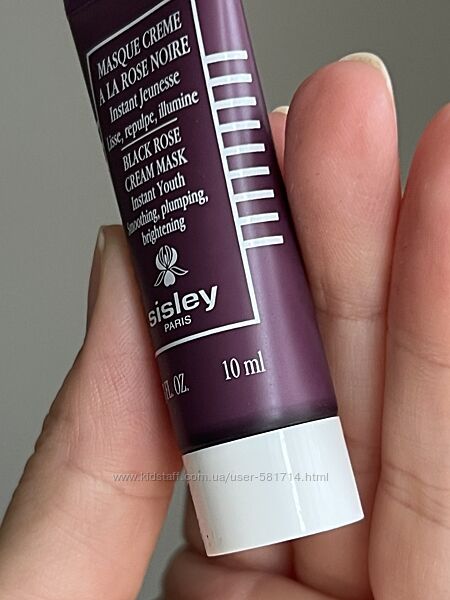 MASQUE CRÈME
A LA ROSE NOIRE
Instant Jeunesse
Lisse, repulpe, illumine
BLACK ROSE
CREAM MASK
Instant Youth
Smoothing, plumping,
brightening
sisley
PARIS
FL. OZ. 10 ml
www.kidstaff.com.ua/user-581714.html